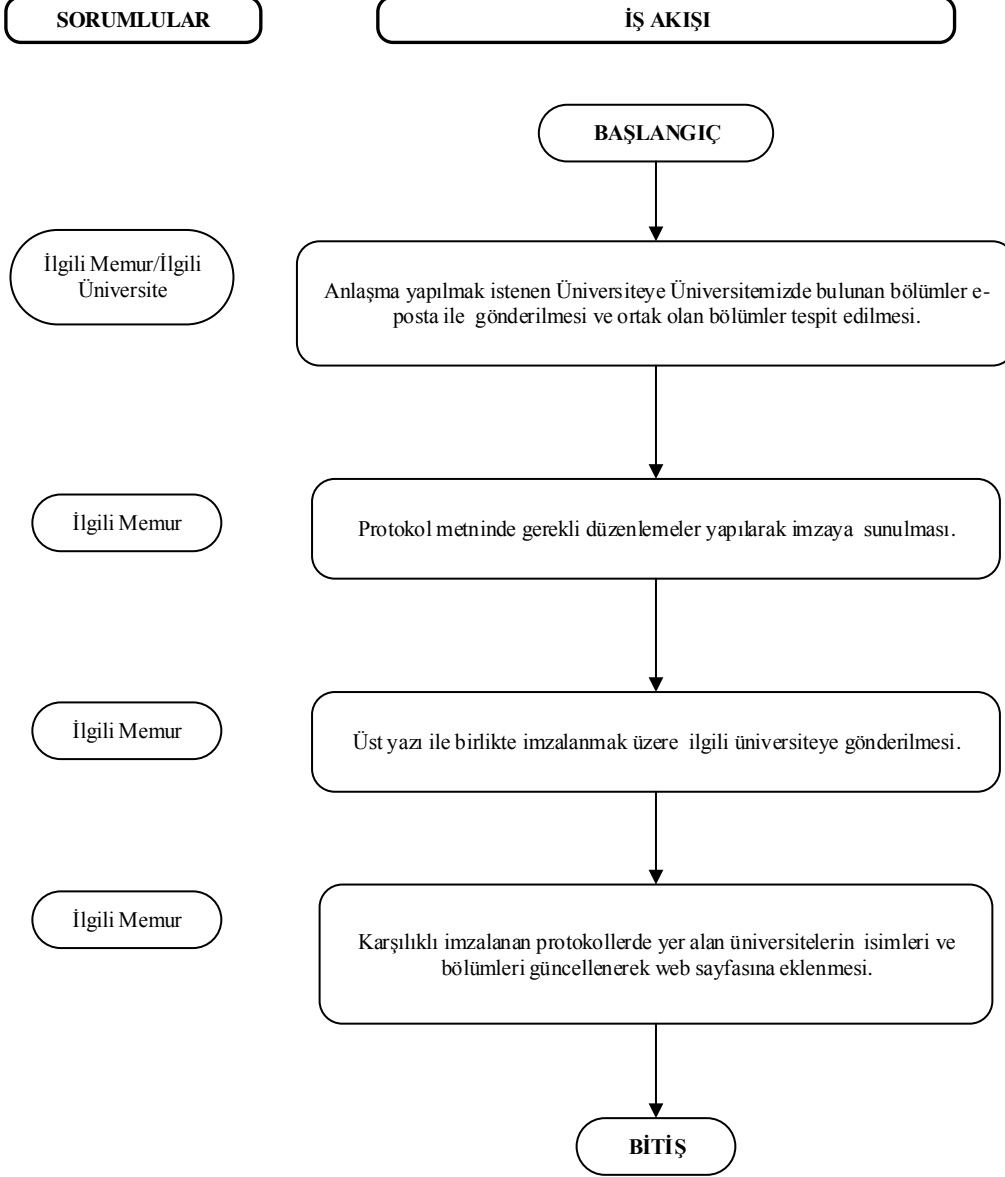 SORUMLULAR
İŞ AKIŞI
BAŞLANGIÇ
İlgili Memur/İlgili
Üniversite
Anlaşma yapılmak istenen Üniversiteye Üniversitemizde bulunan bölümler e-
posta ile gönderilmesi ve ortak olan bölümler tespit edilmesi.
İlgili Memur
Protokol metninde gerekli düzenlemeler yapılarak imzaya sunulması.
İlgili Memur
Üst yazı ile birlikte imzalanmak üzere ilgili üniversiteye gönderilmesi.
İlgili Memur
Karşılıklı imzalanan protokollerde yer alan üniversitelerin isimleri ve
bölümleri güncellenerek web sayfasına eklenmesi.
BİTİŞ